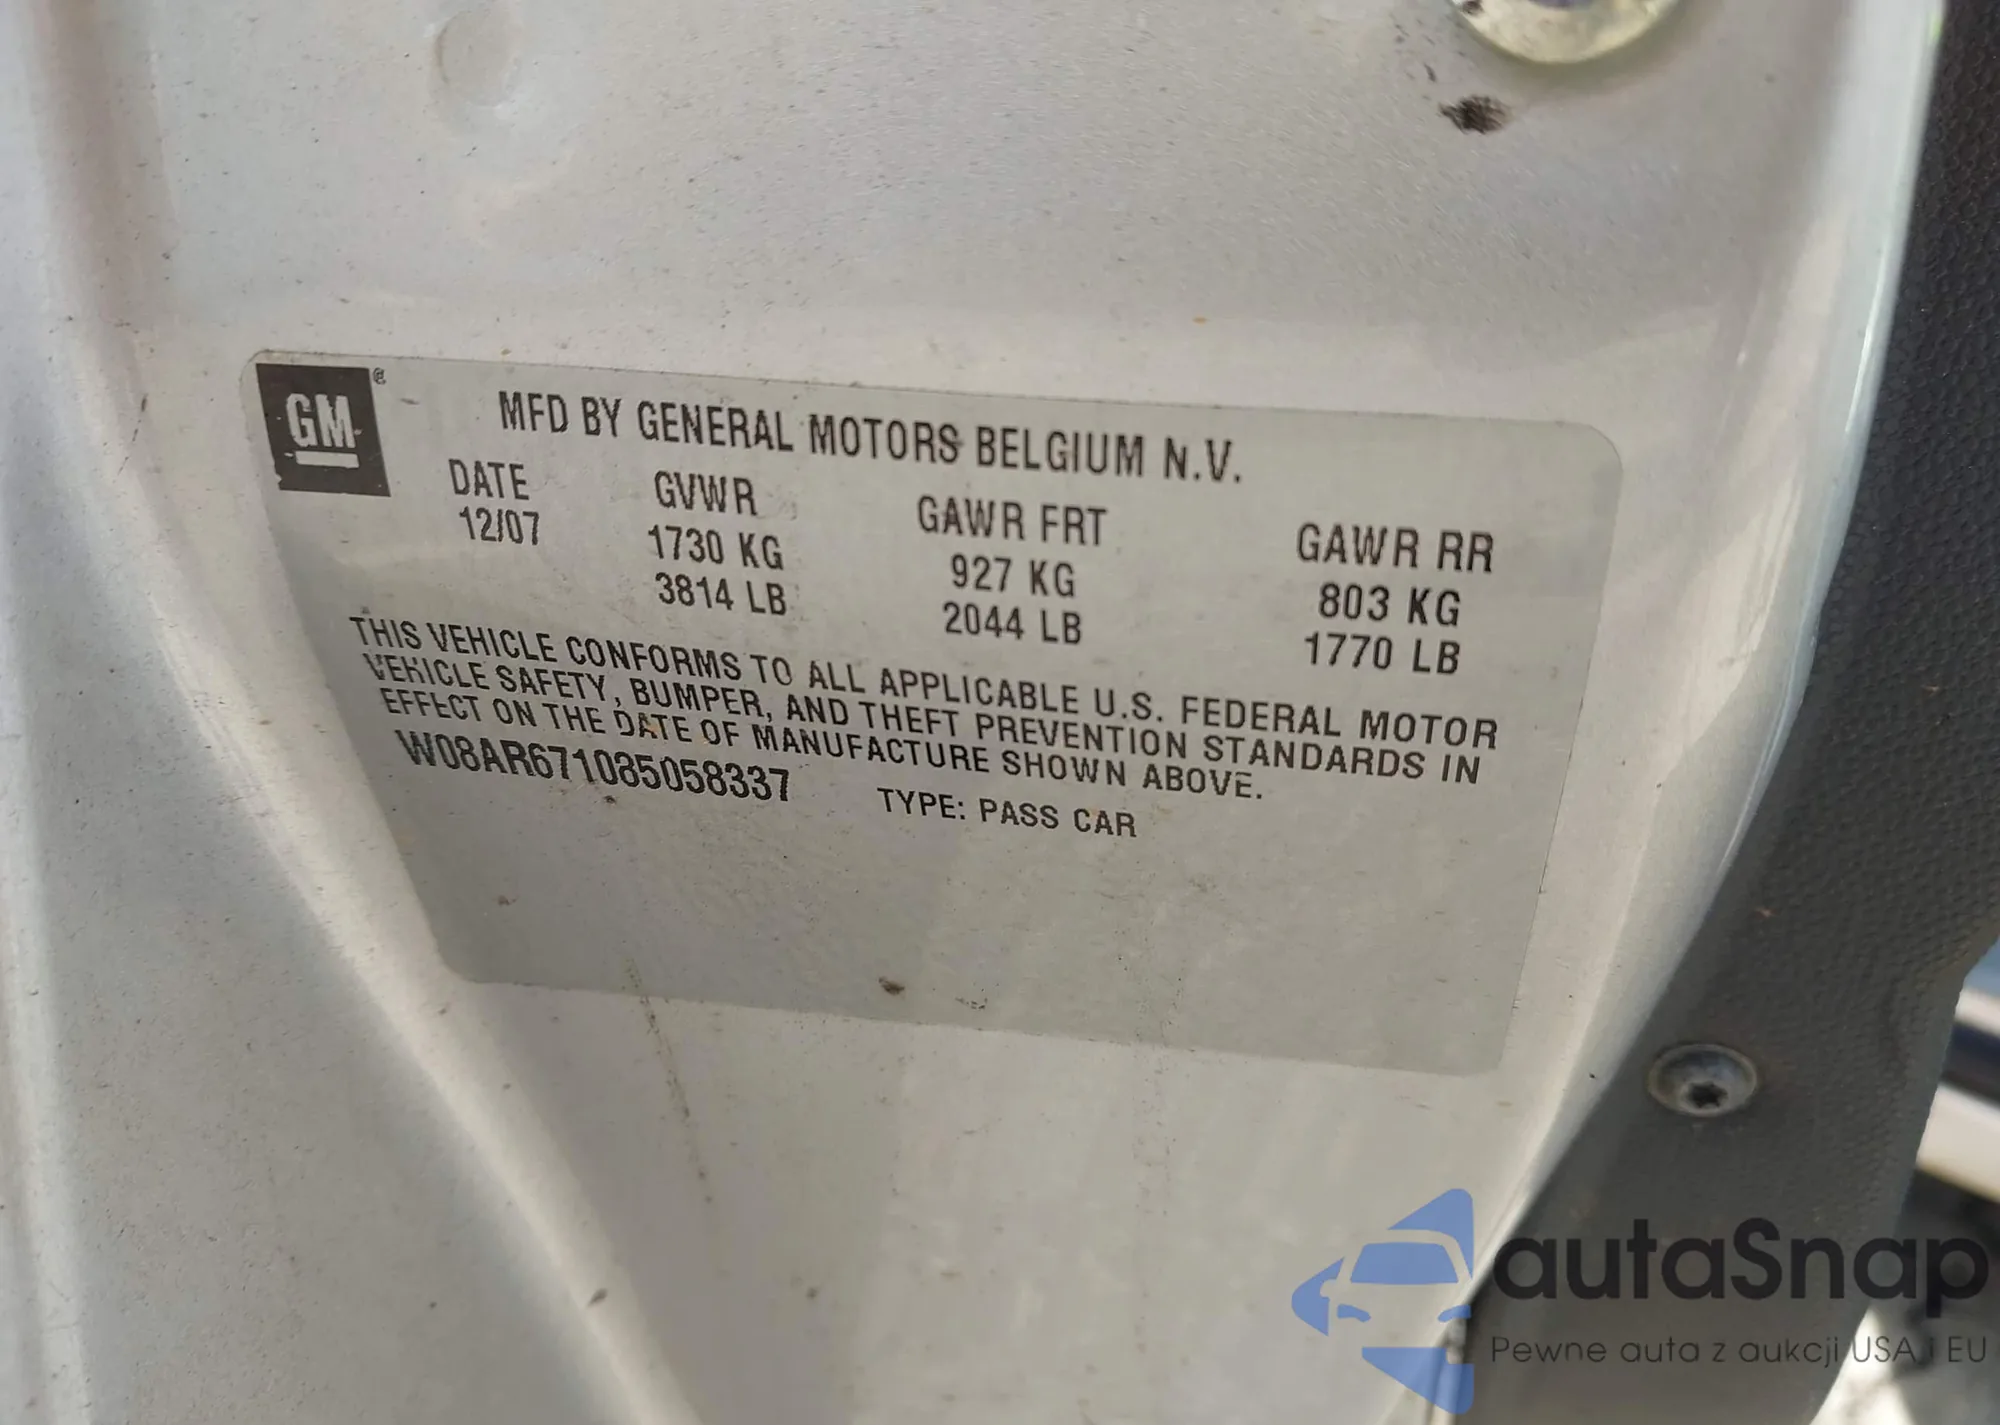 GM
MFD BY GENERAL MOTORS BELGIUM N.V.
DATE GVWR GAWR FRT GAWR RR
12/07 1730 KG 927 KG 803 KG
3814 LB 2044 LB 1770 LB
THIS VEHICLE CONFORMS TO ALL APPLICABLE U.S. FEDERAL MOTOR
VEHICLE SAFETY, BUMPER, AND THEFT PREVENTION STANDARDS IN
EFFECT ON THE DATE OF MANUFACTURE SHOWN ABOVE.
W08AR671085058337 TYPE: PASS CAR
autaSnap
Pewne auta z aukcji USA i EU